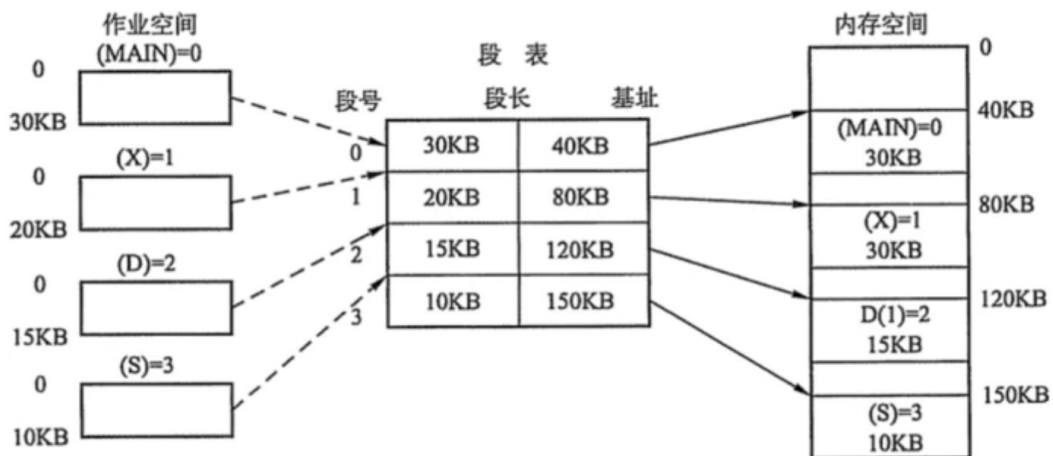 作业空间
(MAIN)=0
0
30KB
(X)=1
0
20KB
(D)=2
0
15KB
(S)=3
0
10KB
段 表
段号 段长 基址
0 30KB 40KB
1 20KB 80KB
2 15KB 120KB
3 10KB 150KB
内存空间
0
40KB
(MAIN)=0
30KB
80KB
(X)=1
30KB
120KB
D(1)=2
15KB
150KB
(S)=3
10KB